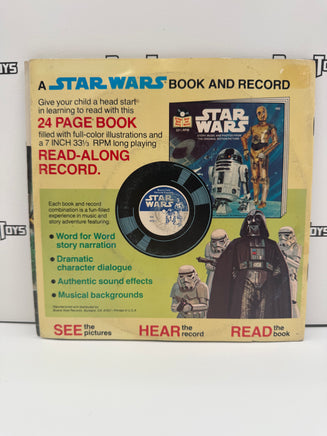 TOYS
A STAR WARS BOOK AND RECORD
Give your child a head start
in learning to read with this
24 PAGE BOOK
filled with full-color illustrations and
a 7 INCH 33⅓ RPM long playing
READ-ALONG
RECORD.
STAR WARS
Each book and record
combination is a fun-filled
experience in music and
story adventure featuring:
• Word for Word
story narration
• Dramatic
character dialogue
• Authentic sound effects
• Musical backgrounds
STAR
WARS
SEE the pictures
HEAR the record
READ the book